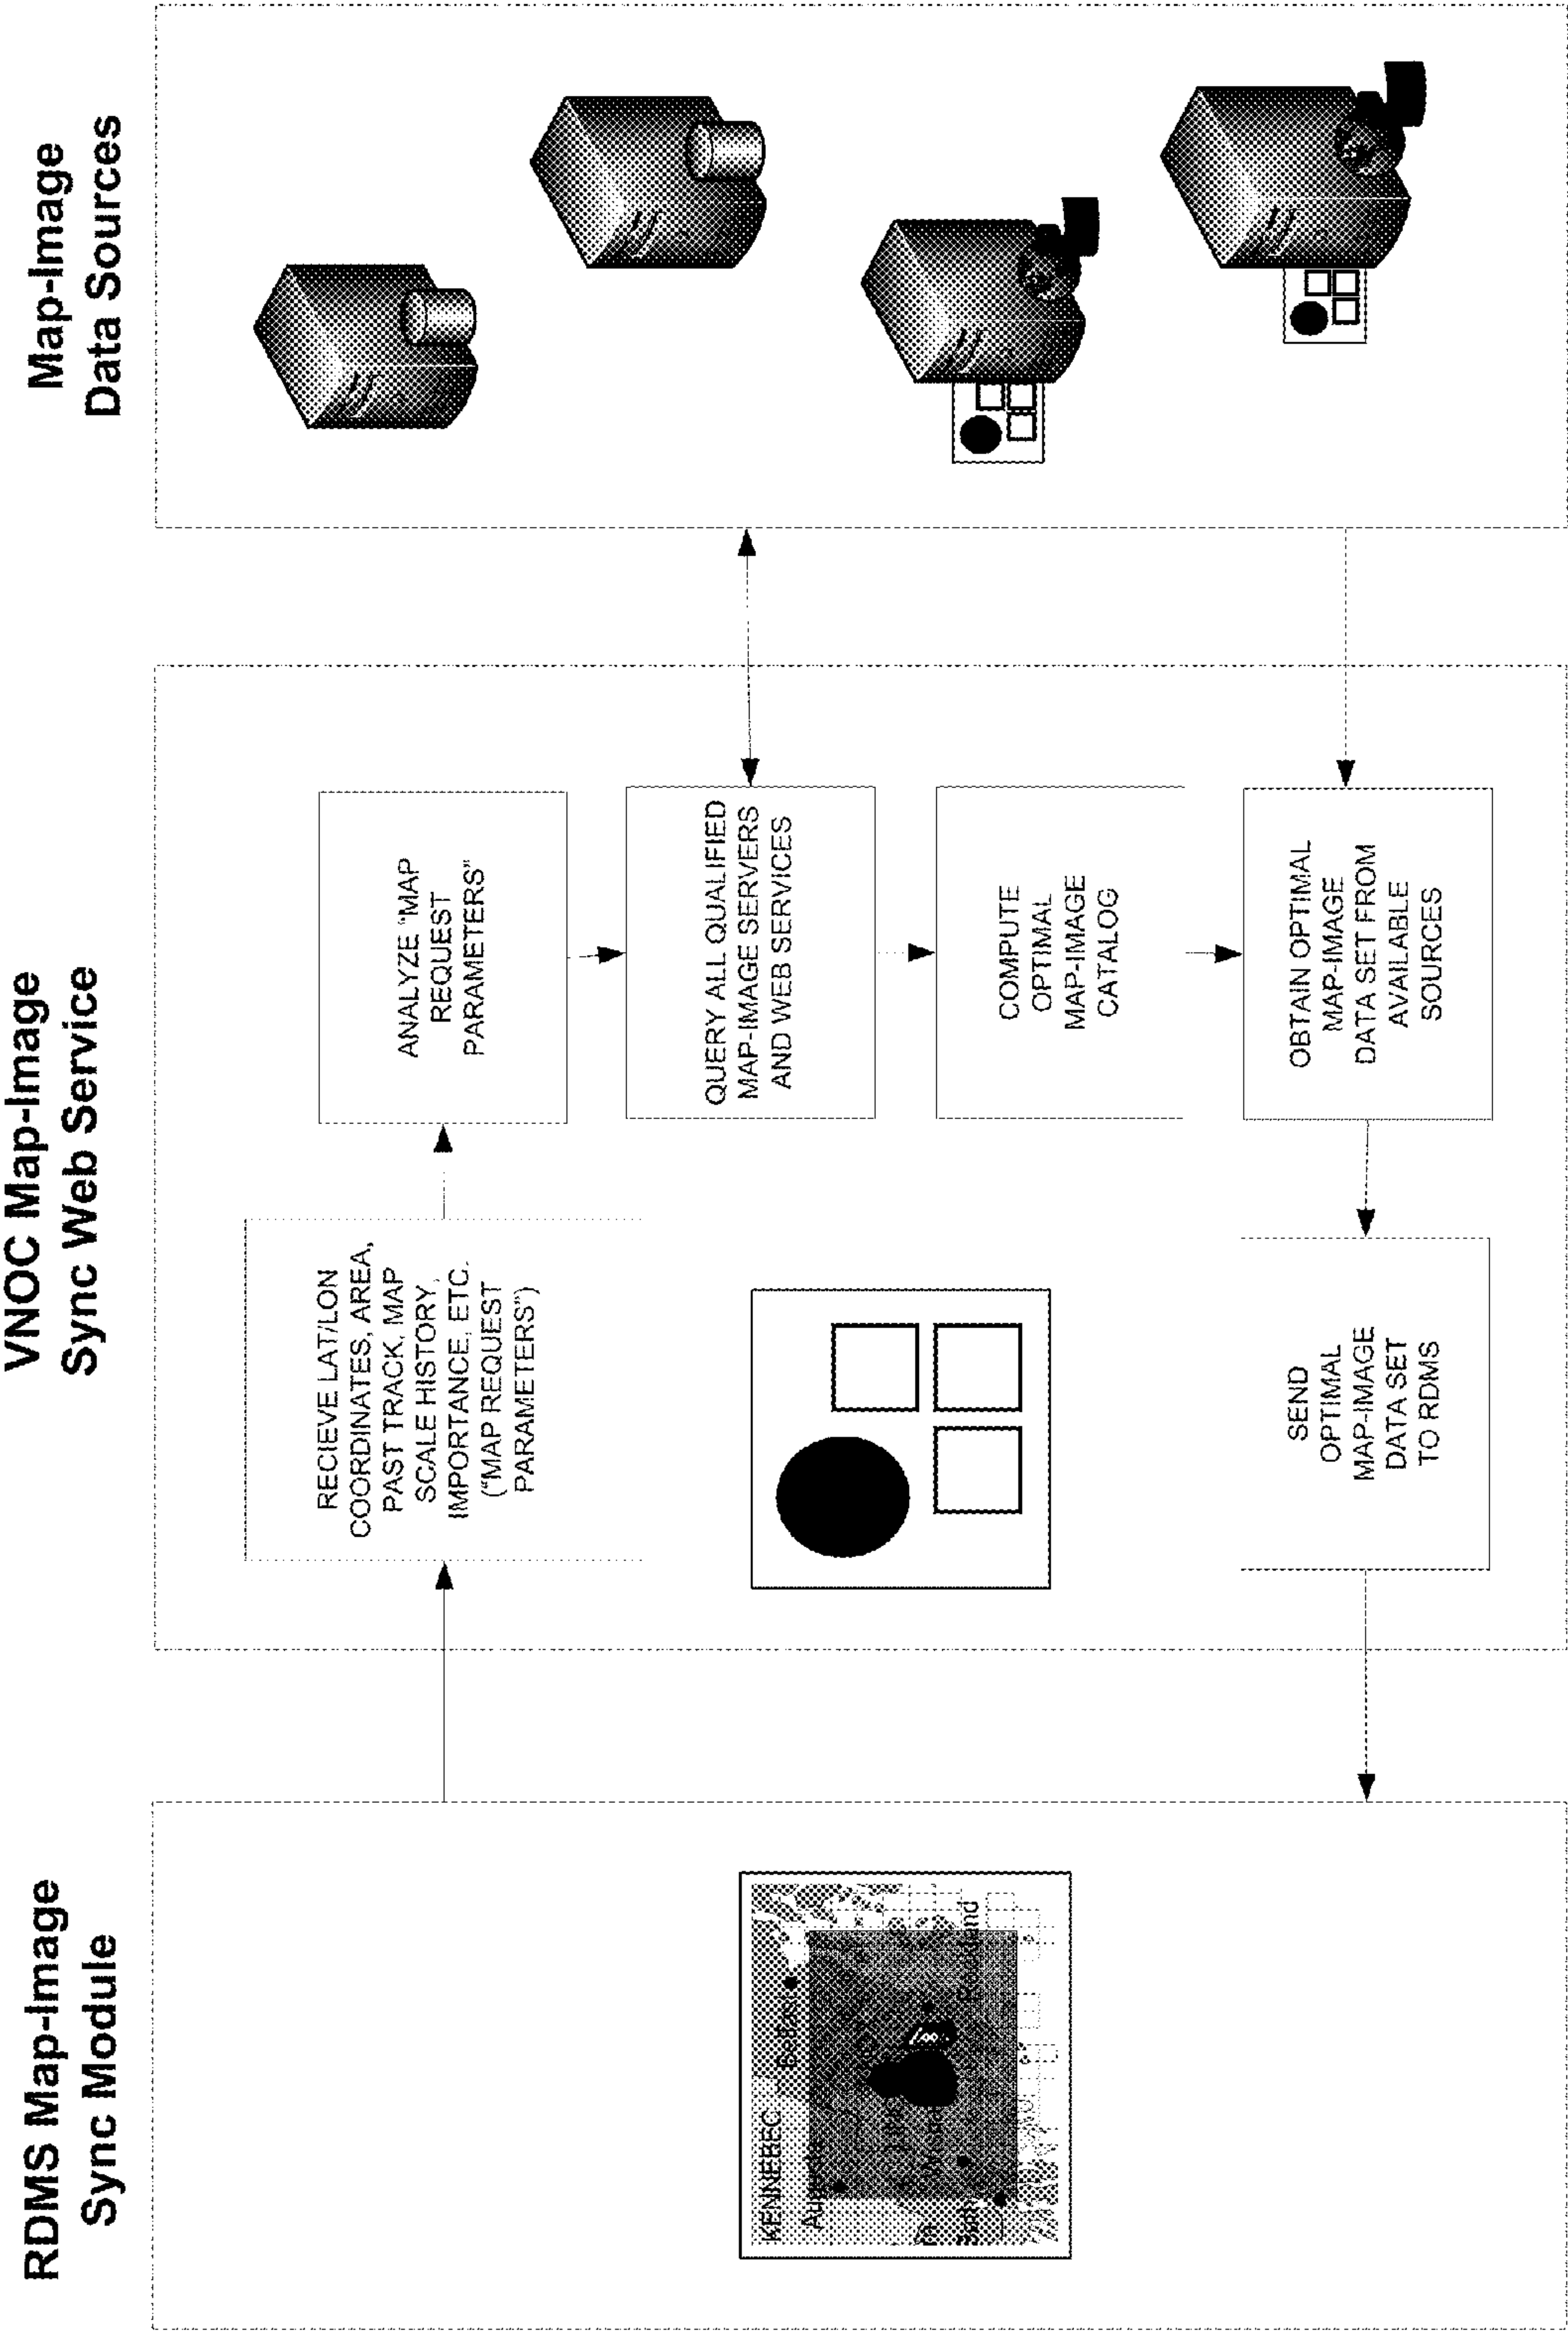 RDMS Map-Image
Sync Module
VNOC Map-Image
Sync Web Service
Map-Image
Data Sources
KENNEBEC
Belfast
Rockland
RECIEVE LAT/LON
COORDINATES, AREA,
PAST TRACK, MAP
SCALE HISTORY,
IMPORTANCE, ETC.
("MAP REQUEST
PARAMETERS")
ANALYZE "MAP
REQUEST
PARAMETERS"
QUERY ALL QUALIFIED
MAP-IMAGE SERVERS
AND WEB SERVICES
COMPUTE
OPTIMAL
MAP-IMAGE
CATALOG
OBTAIN OPTIMAL
MAP-IMAGE
DATA SET FROM
AVAILABLE
SOURCES
SEND
OPTIMAL
MAP-IMAGE
DATA SET
TO RDMS